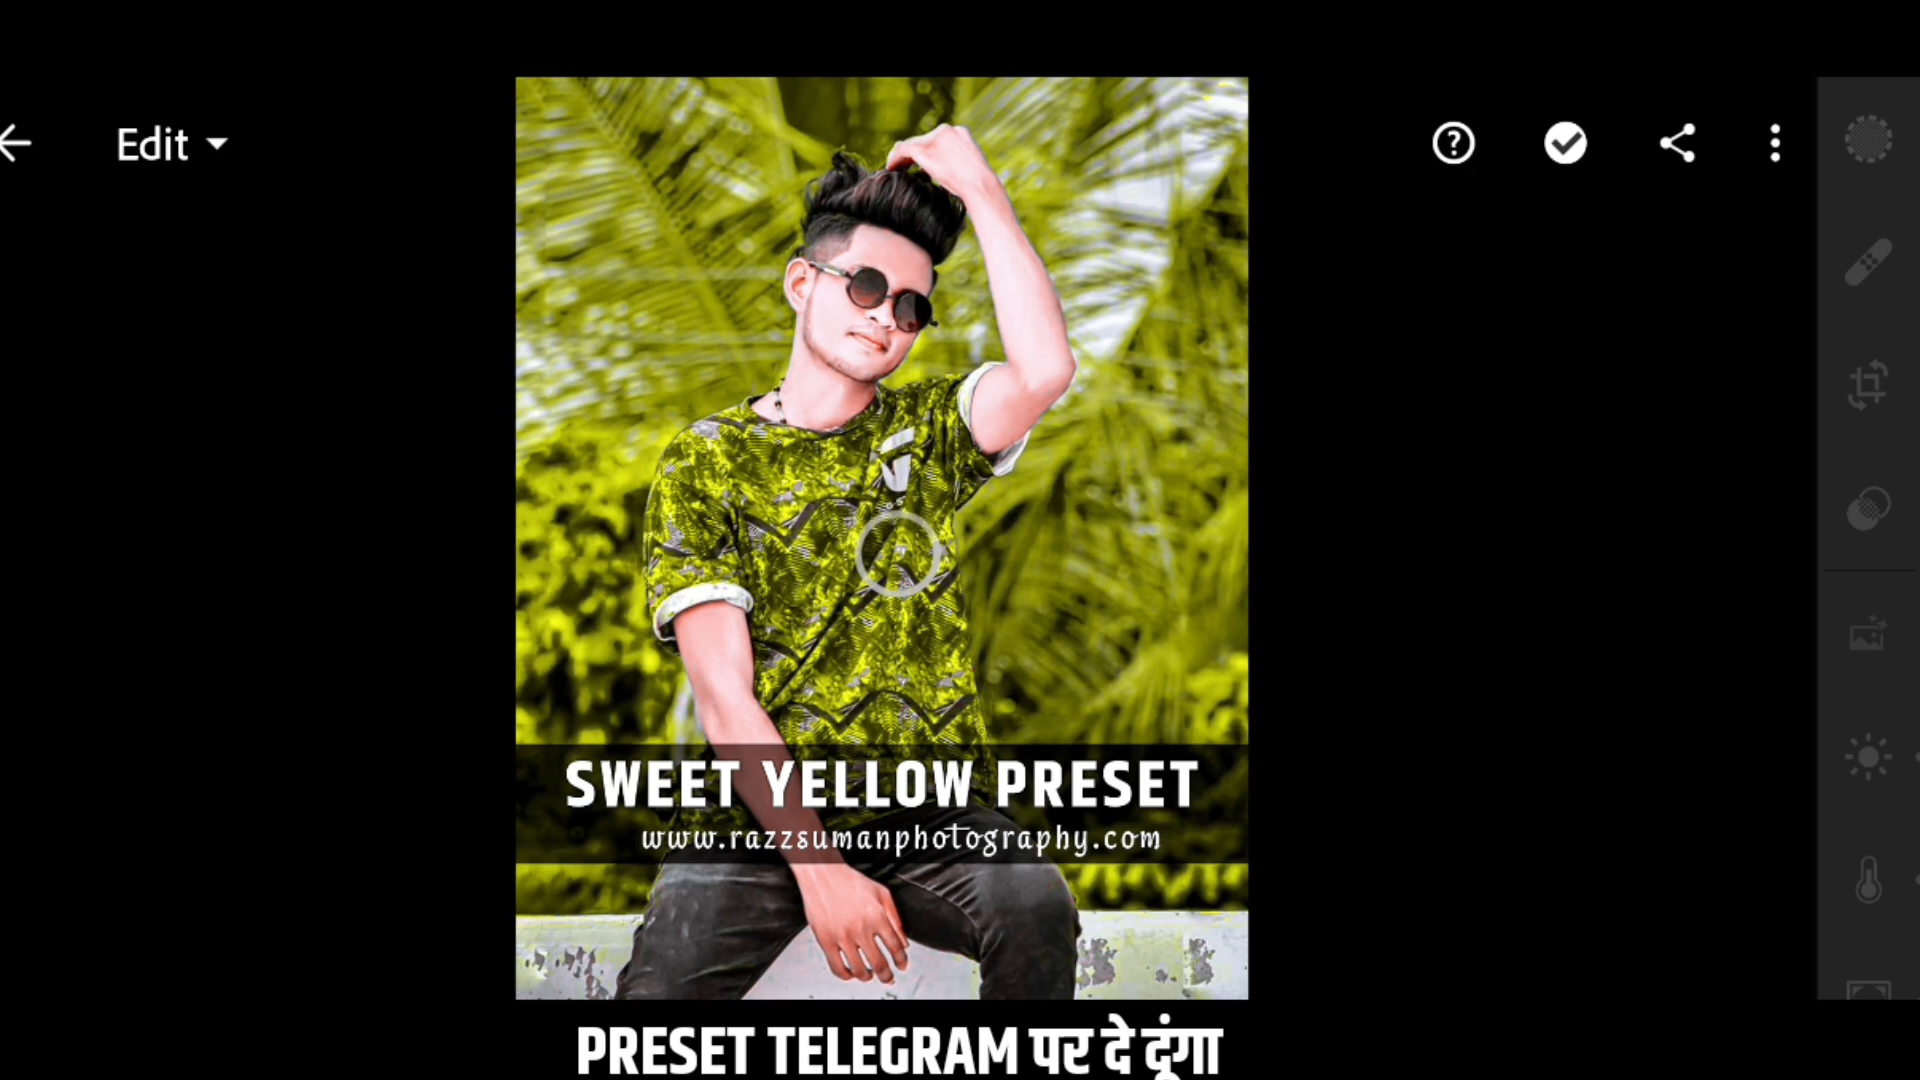 Edit
SWEET YELLOW PRESET
www.razzsumanphotography.com
PRESET TELEGRAM पर दे दूंगा